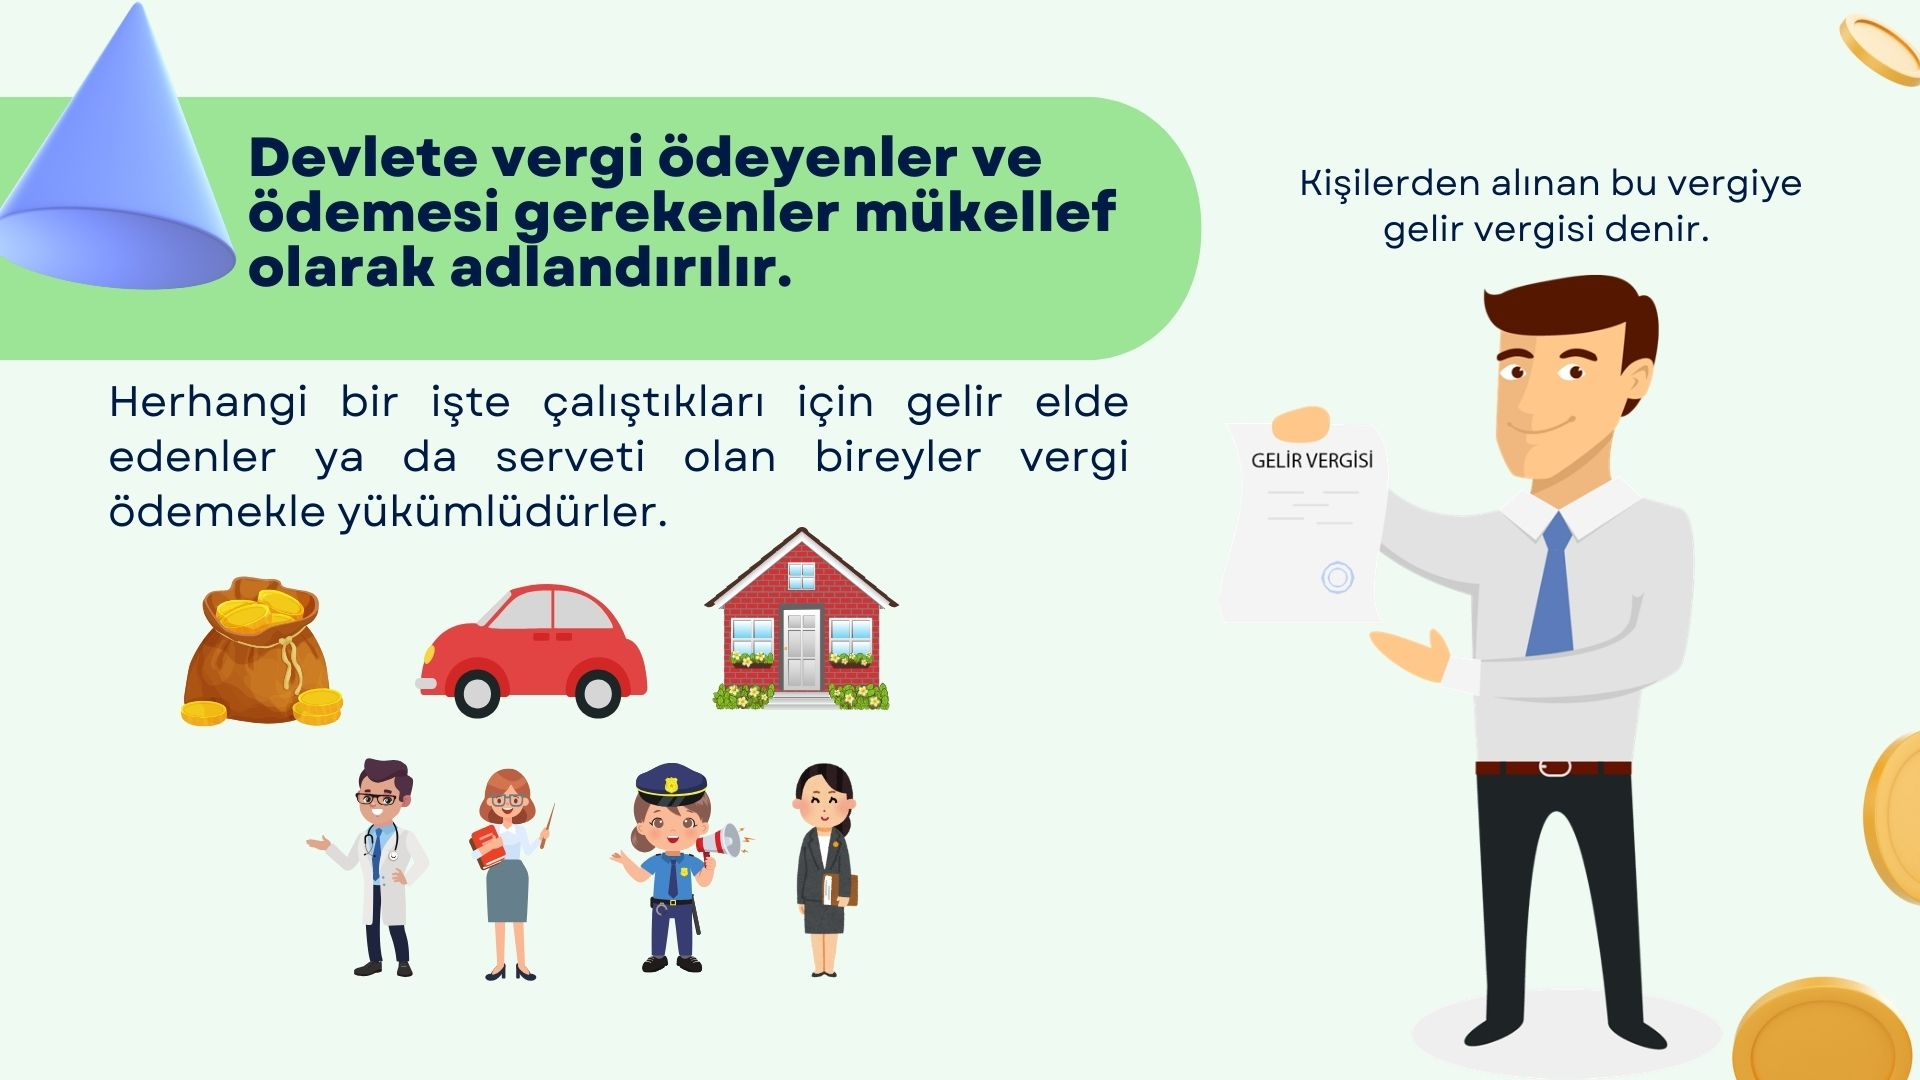 Devlete vergi ödeyenler ve
ödemesi gerekenler mükellef
olarak adlandırılır.
Herhangi bir işte çalıştıkları için gelir elde
edenler ya da serveti olan bireyler vergi
ödemekle yükümlüdürler.
Kişilerden alınan bu vergiye
gelir vergisi denir.
GELİR VERGİSİ